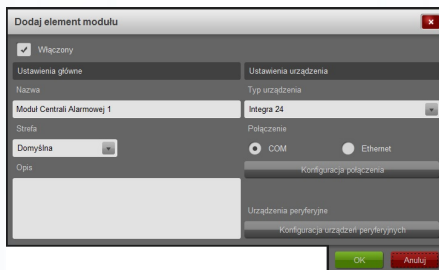 Dodaj element modułu
Włączony
Ustawienia główne
Ustawienia urządzenia
Nazwa
Typ urządzenia
Moduł Centrali Alarmowej 1
Integra 24
Strefa
Połączenie
Domyślna
COM
Ethernet
Opis
Konfiguracja połączenia
Urządzenia peryferyjne
Konfiguracja urządzeń peryferyjnych
OK
Anuluj